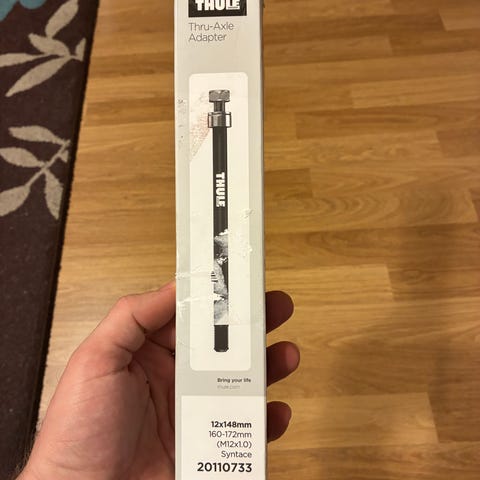 THULE
Thru-Axle
Adapter
THULE
Bring your life
thule.com
12x148mm
160-172mm
(M12x1.0)
Syntace
20110733